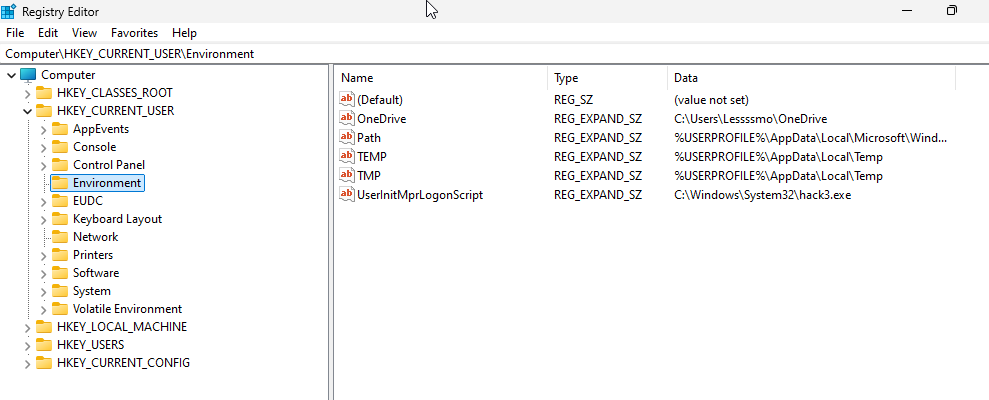 Registry Editor
File Edit View Favorites Help
Computer\HKEY_CURRENT_USER\Environment
Computer
HKEY_CLASSES_ROOT
HKEY_CURRENT_USER
AppEvents
Console
Control Panel
Environment
EUDC
Keyboard Layout
Network
Printers
Software
System
Volatile Environment
HKEY_LOCAL_MACHINE
HKEY_USERS
HKEY_CURRENT_CONFIG
Name Type Data
(Default) REG_SZ (value not set)
OneDrive REG_EXPAND_SZ C:\Users\Lessssmo\OneDrive
Path REG_EXPAND_SZ %USERPROFILE%\AppData\Local\Microsoft\Wind...
TEMP REG_EXPAND_SZ %USERPROFILE%\AppData\Local\Temp
TMP REG_EXPAND_SZ %USERPROFILE%\AppData\Local\Temp
UserInitMprLogonScript REG_EXPAND_SZ C:\Windows\System32\hack3.exe